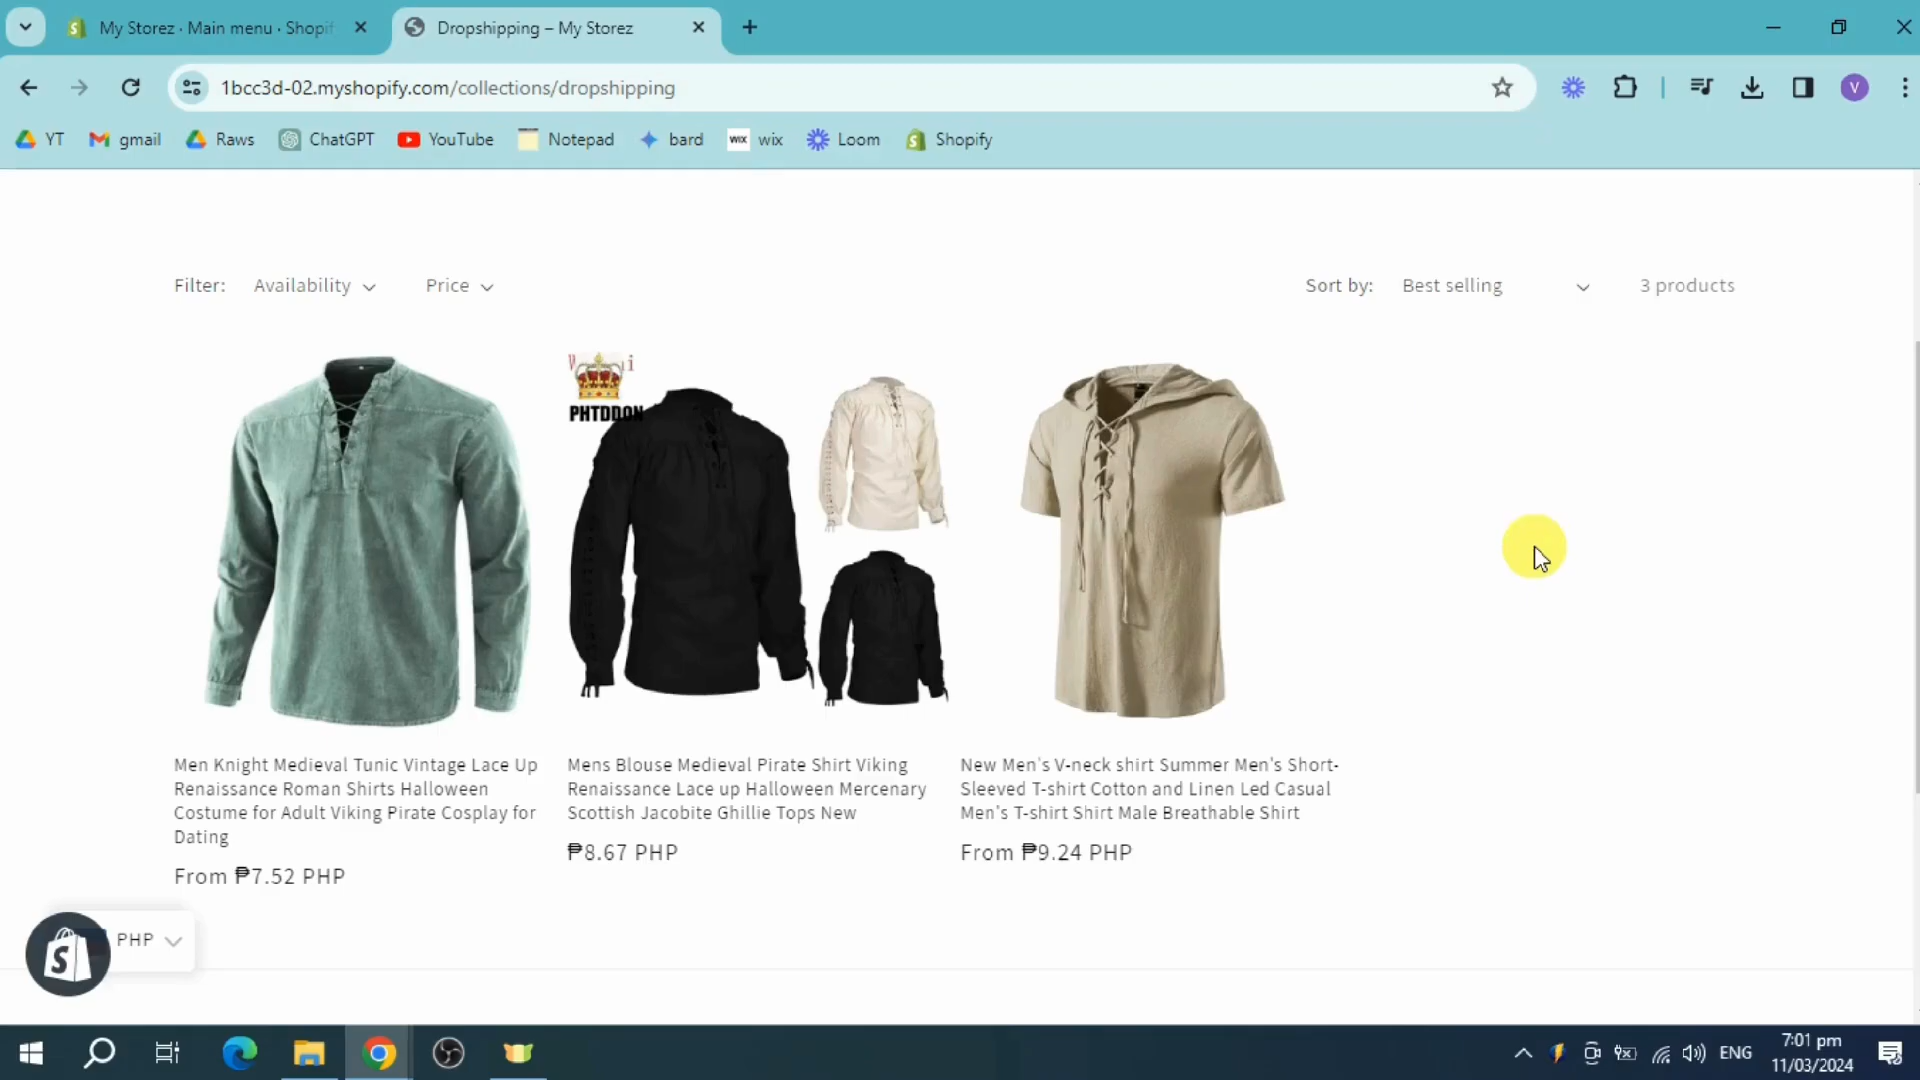 My Storez · Main menu · Shopif
Dropshipping – My Storez
1bcc3d-02.myshopify.com/collections/dropshipping
V
YT
gmail
Raws
ChatGPT
YouTube
Notepad
bard
WIX wix
Loom
Shopify
Filter: Availability Price
Sort by: Best selling 3 products
PHTDDON
Men Knight Medieval Tunic Vintage Lace Up
Renaissance Roman Shirts Halloween
Costume for Adult Viking Pirate Cosplay for
Dating
From ₱7.52 PHP
Mens Blouse Medieval Pirate Shirt Viking
Renaissance Lace up Halloween Mercenary
Scottish Jacobite Ghillie Tops New
₱8.67 PHP
New Men's V-neck shirt Summer Men's Short-
Sleeved T-shirt Cotton and Linen Led Casual
Men's T-shirt Shirt Male Breathable Shirt
From ₱9.24 PHP
PHP
ENG
7:01 pm
11/03/2024